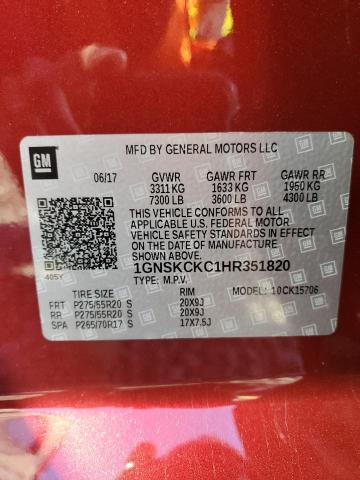 MFD BY GENERAL MOTORS LLC
GM
06/17 GVWR GAWR FRT GAWR RR
3311 KG 1633 KG 1950 KG
7300 LB 3600 LB 4300 LB
THIS VEHICLE CONFORMS TO ALL
APPLICABLE U.S. FEDERAL MOTOR
VEHICLE SAFETY STANDARDS IN EFFECT
ON THE DATE OF MANUFACTURE SHOWN ABOVE.
1GNSKCKC1HR351820
405Y TYPE: M.P.V.
TIRE SIZE RIM MODEL: 10CK15706
FRT P275/55R20 S 20X9J
RR P275/55R20 S 20X9J
SPA P265/70R17 S 17X7.5J